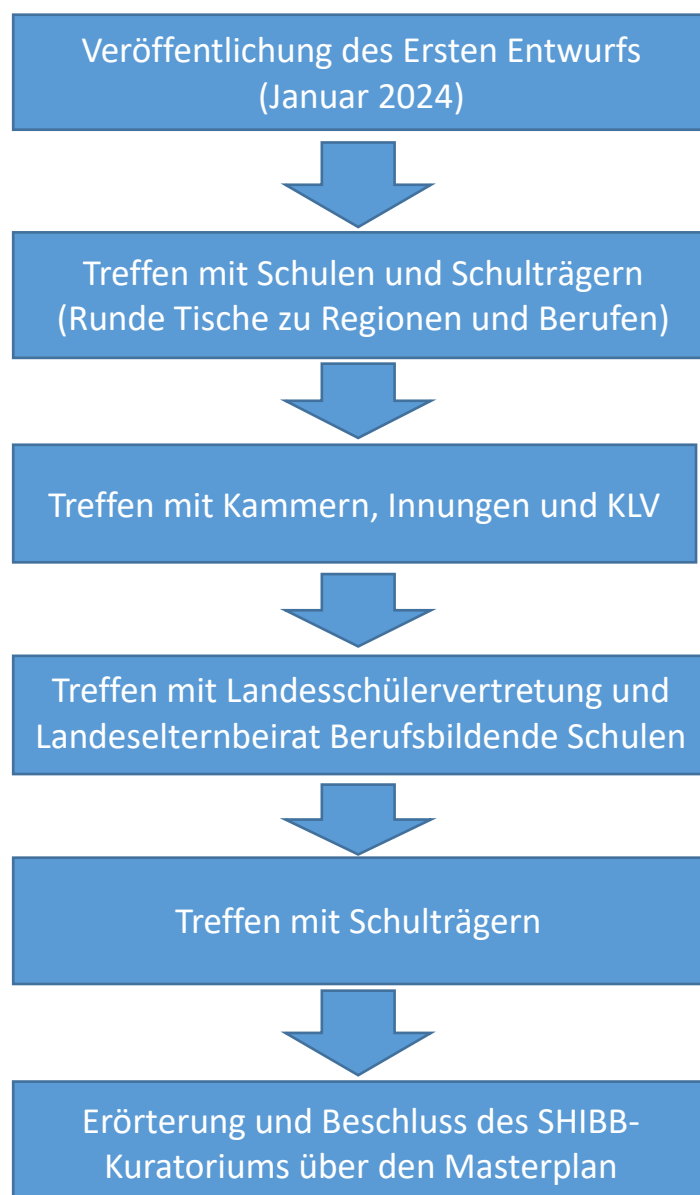 Veröffentlichung des Ersten Entwurfs
(Januar 2024)
Treffen mit Schulen und Schulträgern
(Runde Tische zu Regionen und Berufen)
Treffen mit Kammern, Innungen und KLV
Treffen mit Landesschülervertretung und
Landeselternbeirat Berufsbildende Schulen
Treffen mit Schulträgern
Erörterung und Beschluss des SHIBB-
Kuratoriums über den Masterplan